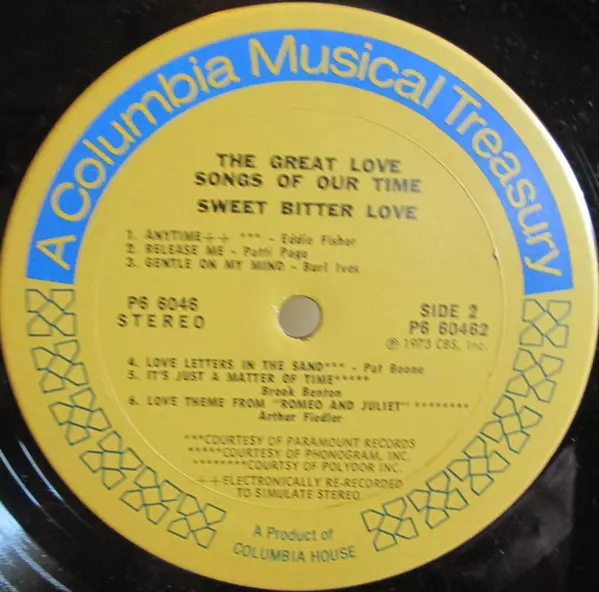 A Columbia Musical Treasury
THE GREAT LOVE
SONGS OF OUR TIME
SWEET BITTER LOVE
1. ANYTIME++ *** - Eddie Fisher
2. RELEASE ME - Patti Page
3. GENTLE ON MY MIND - Burl Ives
P6 6046
STEREO
SIDE 2
P6 60462
℗ 1973 CBS, Inc.
4. LOVE LETTERS IN THE SAND*** - Pat Boone
5. IT'S JUST A MATTER OF TIME*****
Brook Benton
6. LOVE THEME FROM "ROMEO AND JULIET" ********
Arthur Fiedler
***COURTESY OF PARAMOUNT RECORDS
*****COURTESY OF PHONOGRAM, INC.
********COURTSY OF POLYDOR INC.
++ELECTRONICALLY RE-RECORDED
TO SIMULATE STEREO
A Product of
COLUMBIA HOUSE